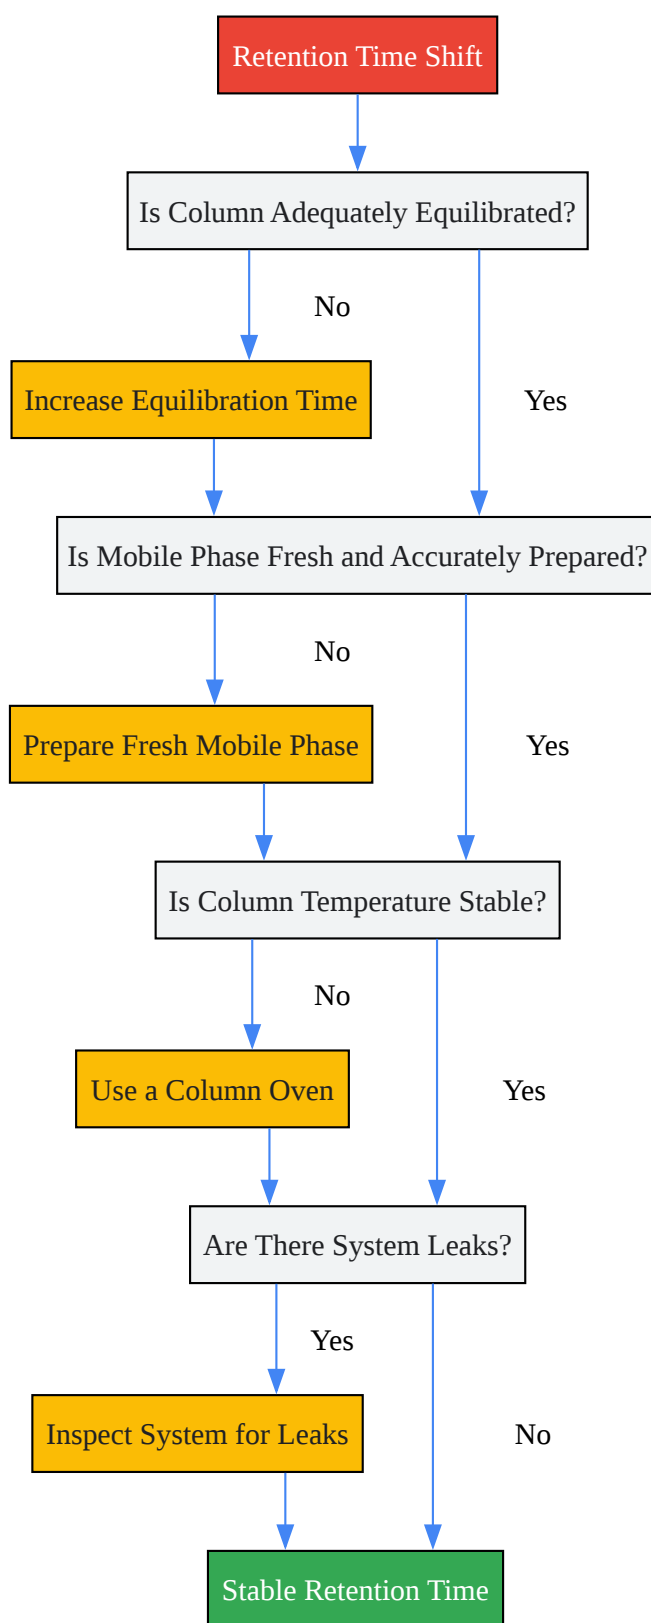 Retention Time Shift
Is Column Adequately Equilibrated?
No
Increase Equilibration Time
Yes
Is Mobile Phase Fresh and Accurately Prepared?
No
Prepare Fresh Mobile Phase
Yes
Is Column Temperature Stable?
No
Use a Column Oven
Yes
Are There System Leaks?
Yes
Inspect System for Leaks
No
Stable Retention Time